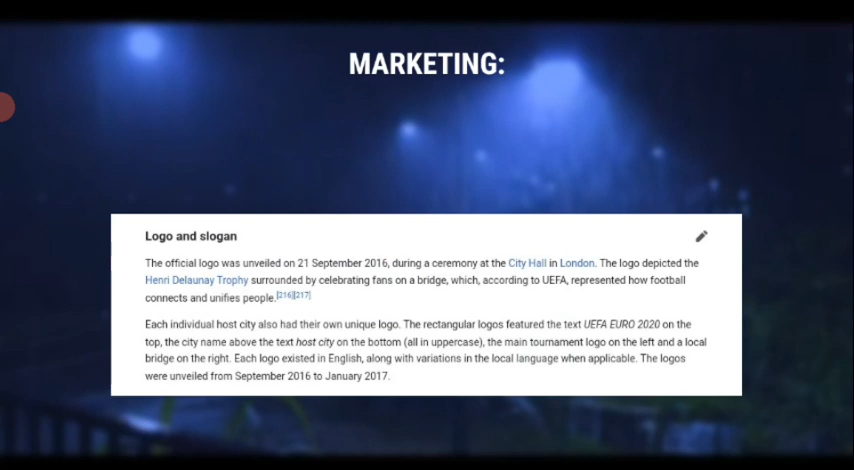 MARKETING:
Logo and slogan
The official logo was unveiled on 21 September 2016, during a ceremony at the City Hall in London. The logo depicted the
Henri Delaunay Trophy surrounded by celebrating fans on a bridge, which, according to UEFA, represented how football
connects and unifies people.[216][217]
Each individual host city also had their own unique logo. The rectangular logos featured the text UEFA EURO 2020 on the
top, the city name above the text host city on the bottom (all in uppercase), the main tournament logo on the left and a local
bridge on the right. Each logo existed in English, along with variations in the local language when applicable. The logos
were unveiled from September 2016 to January 2017.